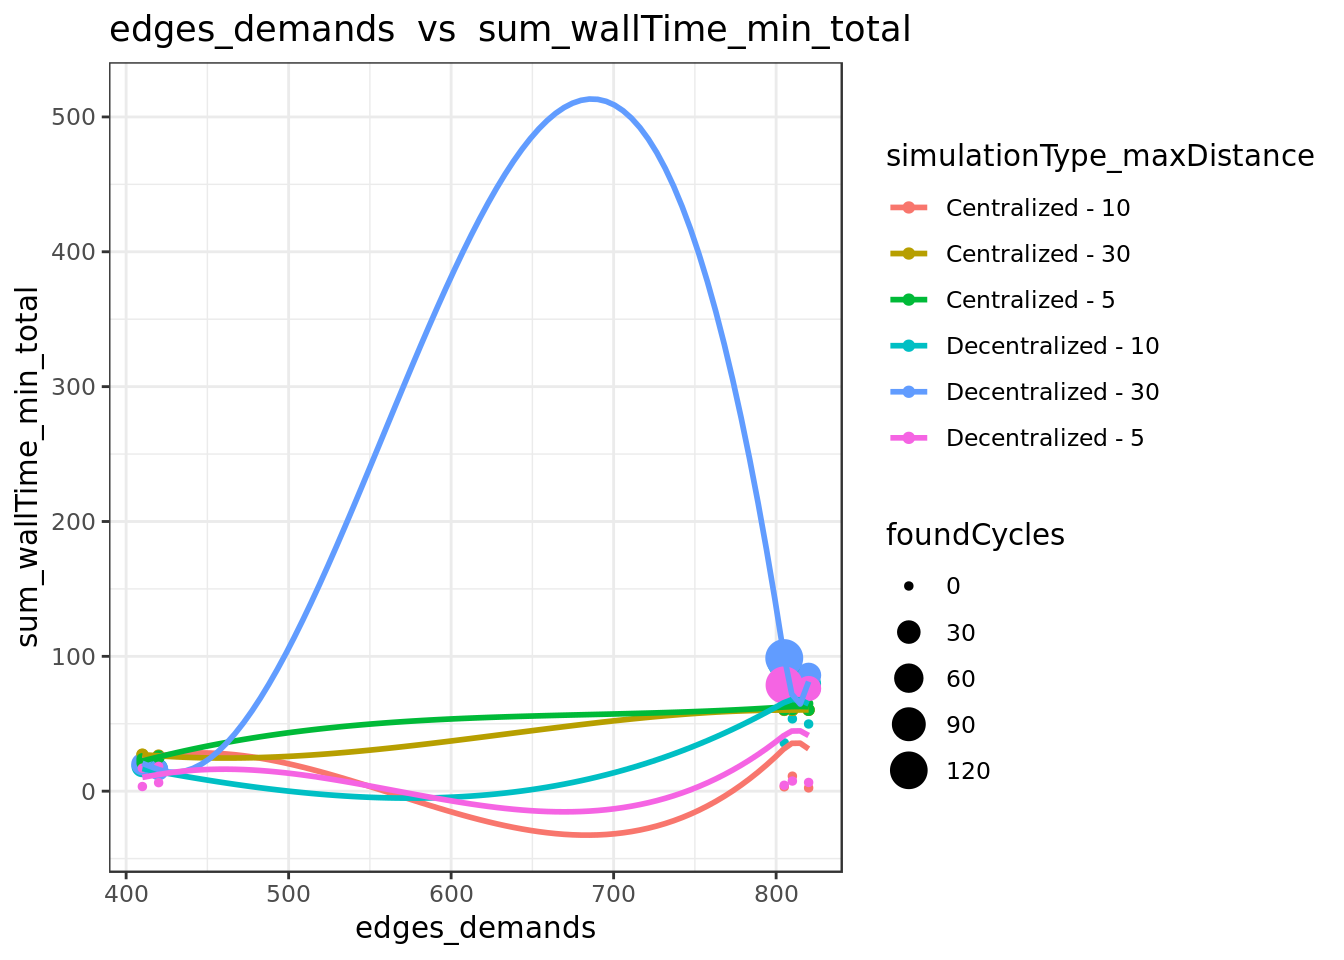 edges_demands  vs  sum_wallTime_min_total
sum_wallTime_min_total
500
400
300
200
100
0
400 500 600 700 800
edges_demands
simulationType_maxDistance
Centralized - 10
Centralized - 30
Centralized - 5
Decentralized - 10
Decentralized - 30
Decentralized - 5
foundCycles
0
30
60
90
120